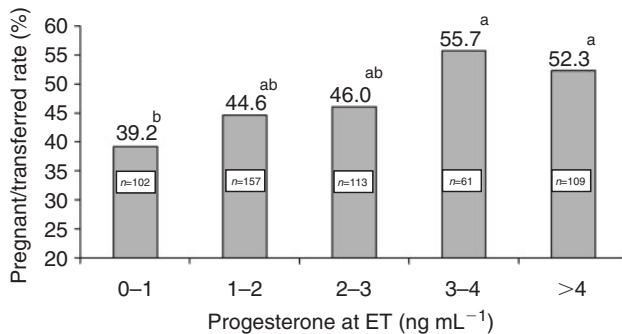 Pregnant/transferred rate (%)
60
55
50
45
40
35
30
25
20
39.2 b
44.6 ab
46.0 ab
55.7 a
52.3 a
n=102
n=157
n=113
n=61
n=109
0–1
1–2
2–3
3–4
>4
Progesterone at ET (ng mL−1)